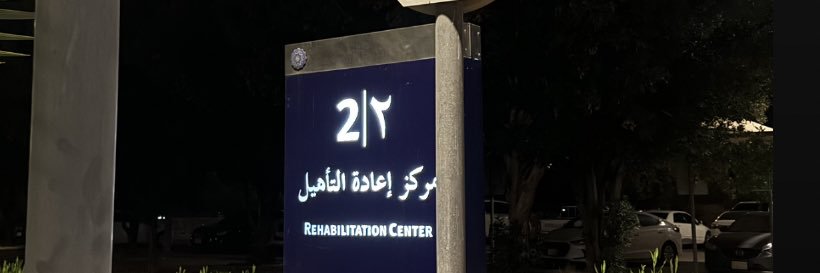 2|٢
مركز إعادة التأهيل
REHABILITATION CENTER